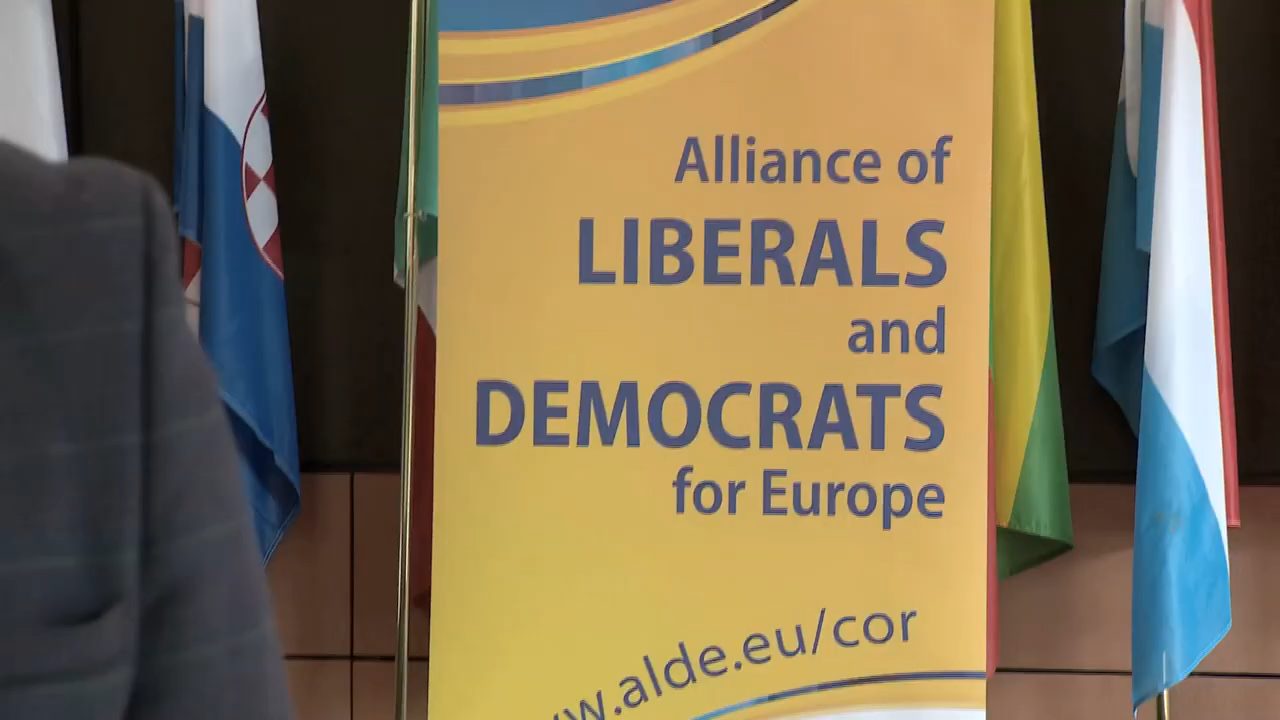 Alliance of
LIBERALS
and
DEMOCRATS
for Europe
w.alde.eu/cor